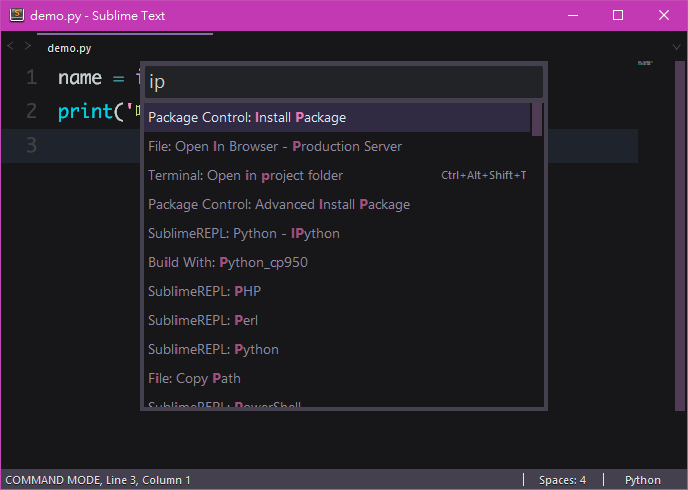 demo.py - Sublime Text
demo.py
1 name =
2 print('
3
ip
Package Control: Install Package
File: Open In Browser - Production Server
Terminal: Open in project folder Ctrl+Alt+Shift+T
Package Control: Advanced Install Package
SublimeREPL: Python - IPython
Build With: Python_cp950
SublimeREPL: PHP
SublimeREPL: Perl
SublimeREPL: Python
File: Copy Path
SublimeREPL: PowerShell
COMMAND MODE, Line 3, Column 1 Spaces: 4 Python